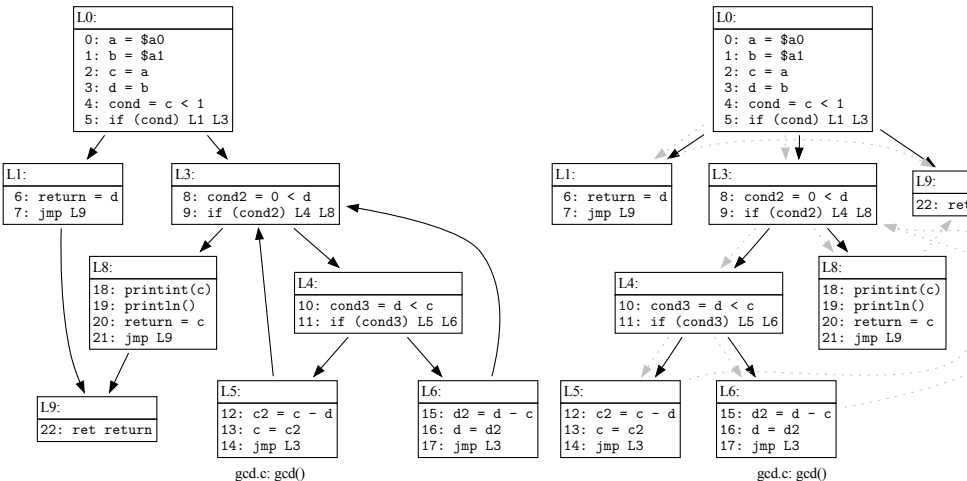 L0:
0: a = $a0
1: b = $a1
2: c = a
3: d = b
4: cond = c < 1
5: if (cond) L1 L3
L1:
6: return = d
7: jmp L9
L3:
8: cond2 = 0 < d
9: if (cond2) L4 L8
L8:
18: printint(c)
19: println()
20: return = c
21: jmp L9
L4:
10: cond3 = d < c
11: if (cond3) L5 L6
L9:
22: ret return
L5:
12: c2 = c - d
13: c = c2
14: jmp L3
L6:
15: d2 = d - c
16: d = d2
17: jmp L3
gcd.c: gcd()
L0:
0: a = $a0
1: b = $a1
2: c = a
3: d = b
4: cond = c < 1
5: if (cond) L1 L3
L1:
6: return = d
7: jmp L9
L3:
8: cond2 = 0 < d
9: if (cond2) L4 L8
L9:
22: ret
L4:
10: cond3 = d < c
11: if (cond3) L5 L6
L8:
18: printint(c)
19: println()
20: return = c
21: jmp L9
L5:
12: c2 = c - d
13: c = c2
14: jmp L3
L6:
15: d2 = d - c
16: d = d2
17: jmp L3
gcd.c: gcd()